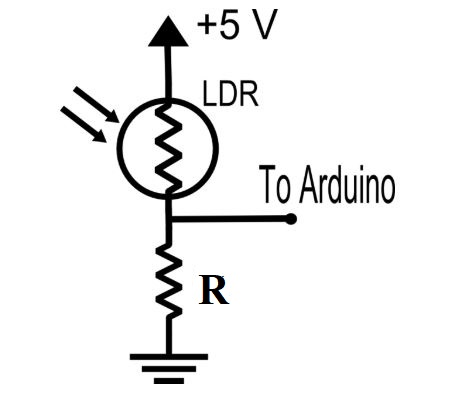 +5 V
LDR
To Arduino
R